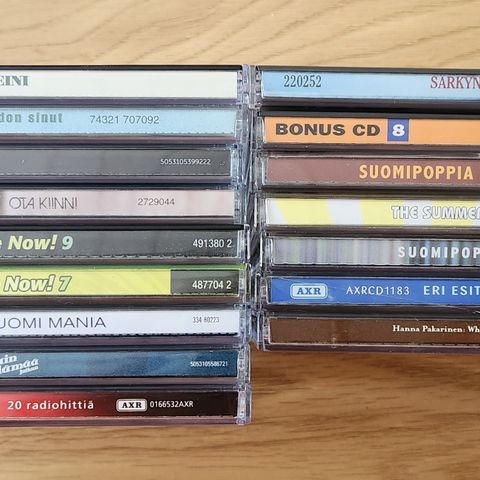 EINI
don sinut 74321 707092
5053105399222
OTA KIINNI 2729044
Now! 9 491380 2
Now! 7 487704 2
UOMI MANIA 334 80223
5053105586721
20 radiohittiä AXR 0166532AXR
220252 SÄRKYN
BONUS CD 8
SUOMIPOPPIA
THE SUMMER
SUOMIPOP
AXR AXRCD1183 ERI ESIT
Hanna Pakarinen: Wh